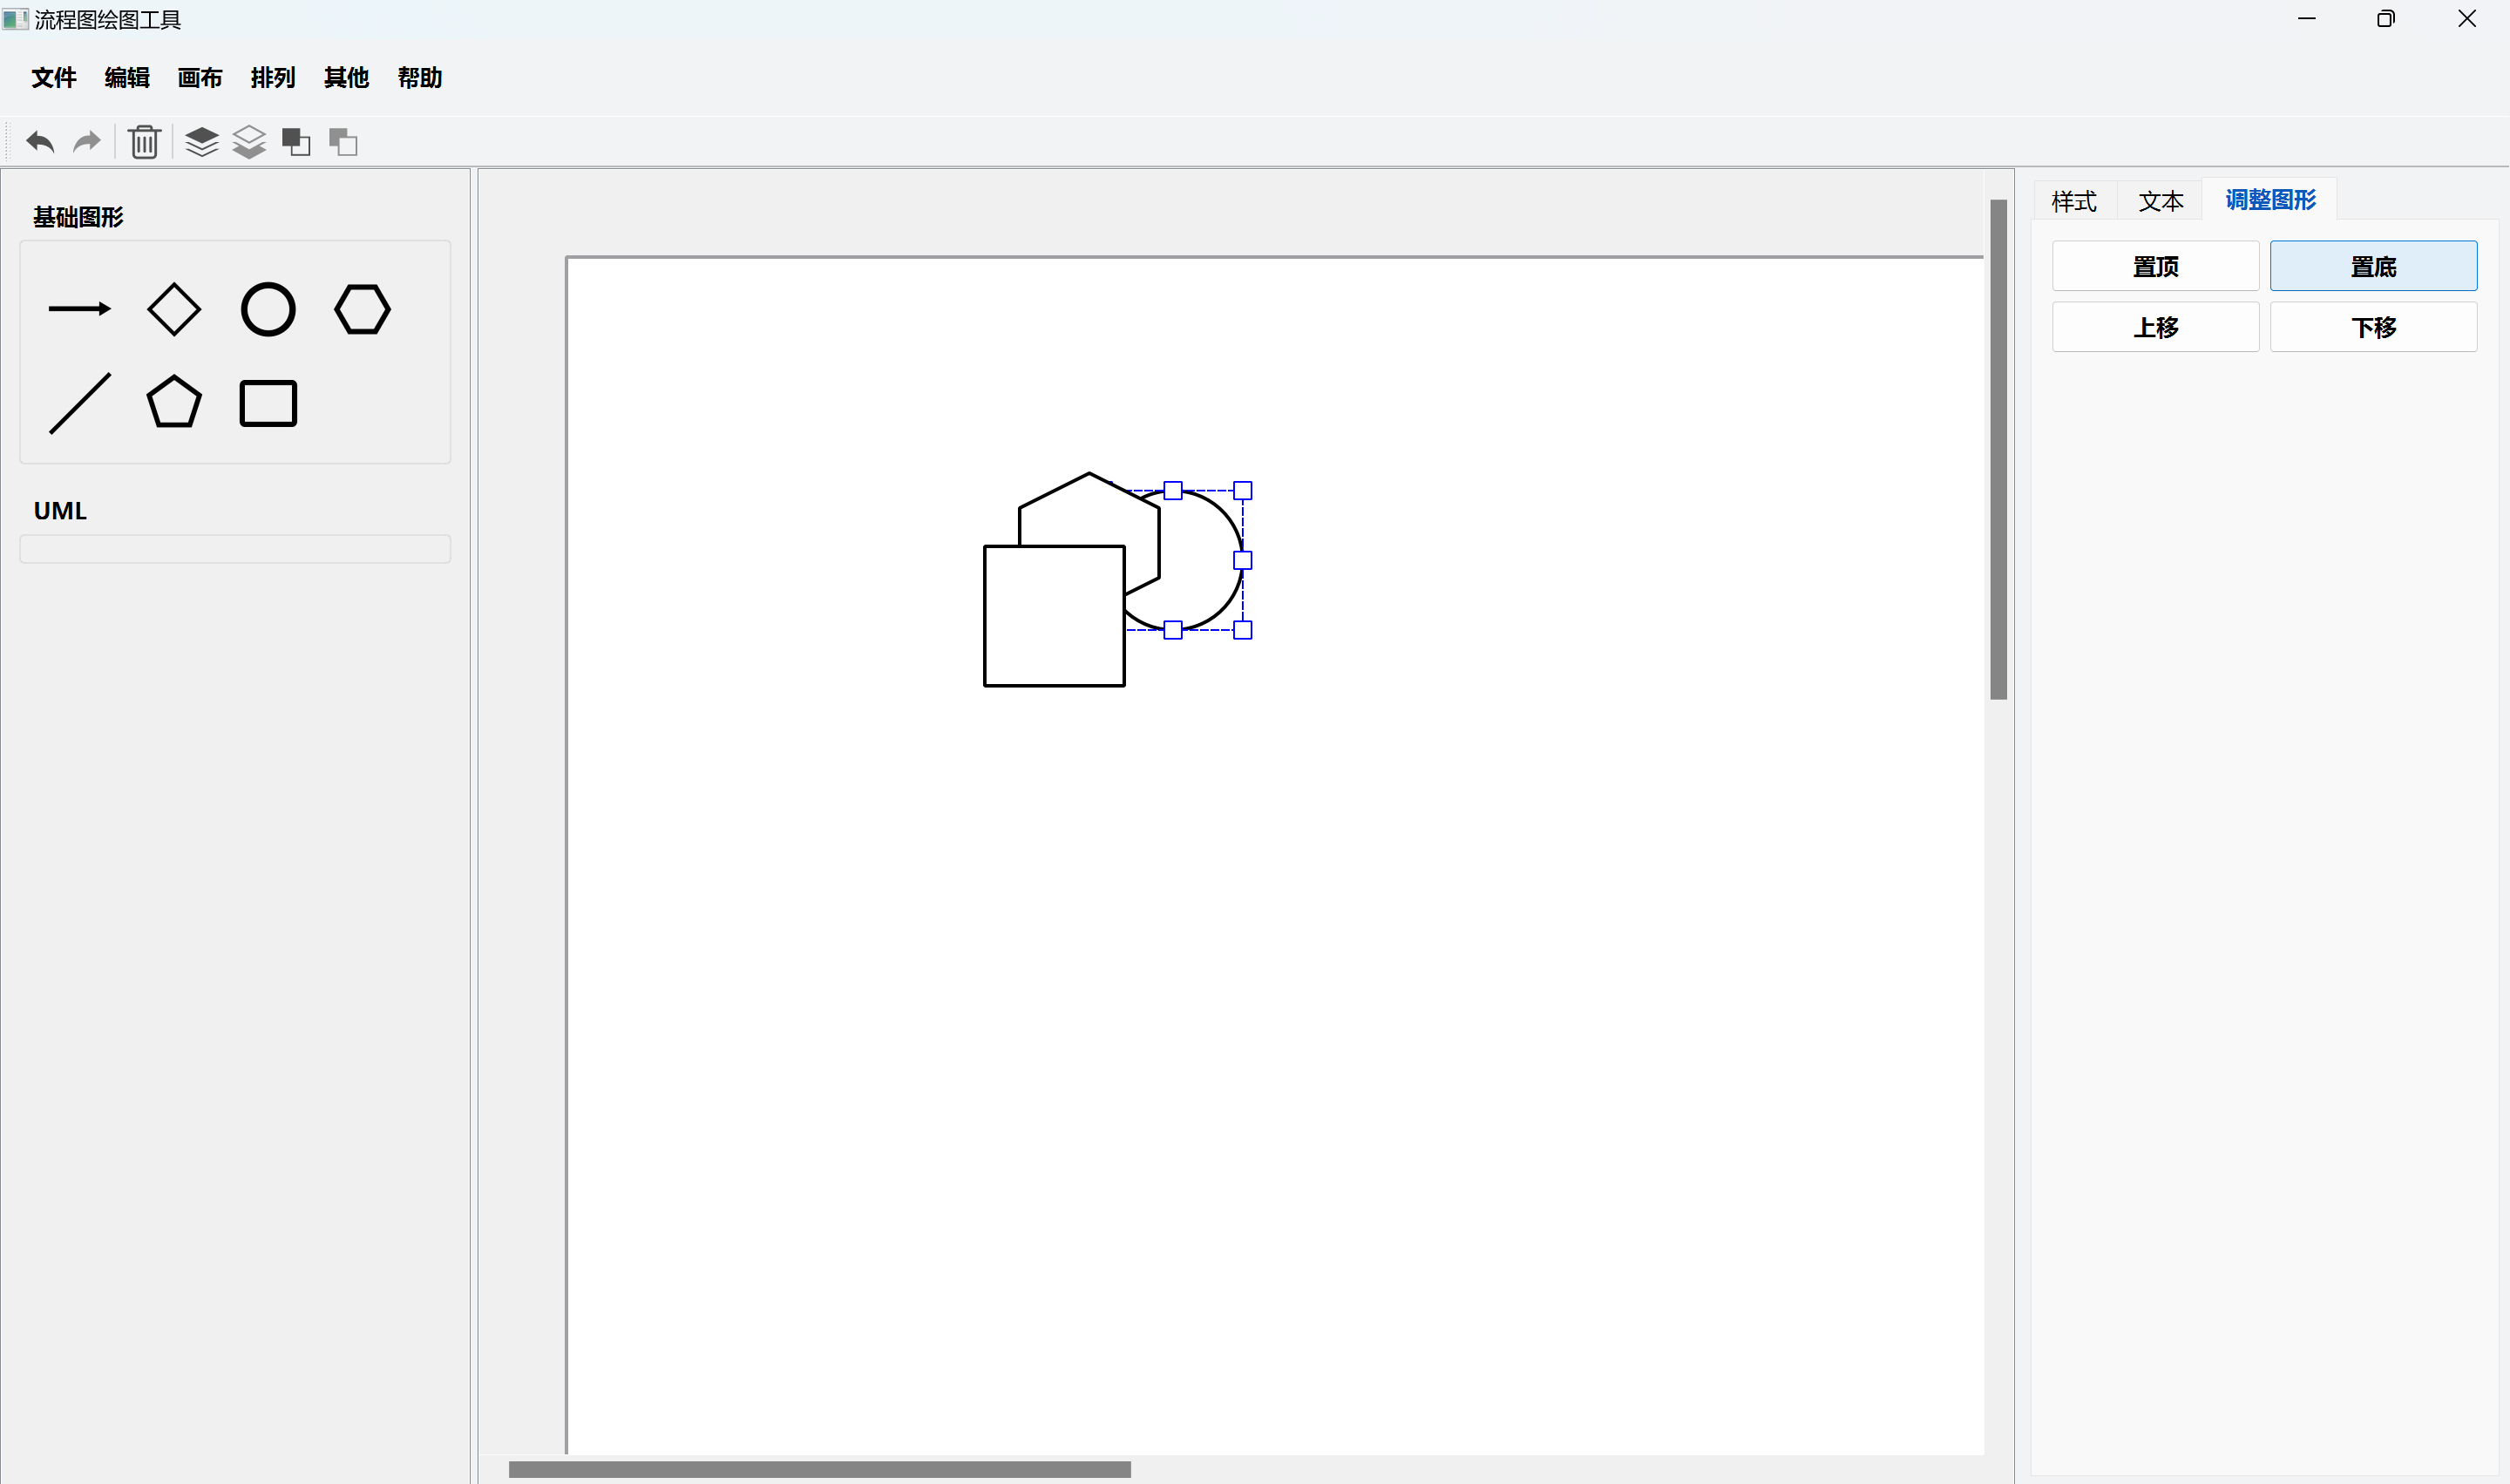 流程图绘图工具
文件 编辑 画布 排列 其他 帮助
基础图形
UML
样式 文本 调整图形
置顶 置底
上移 下移